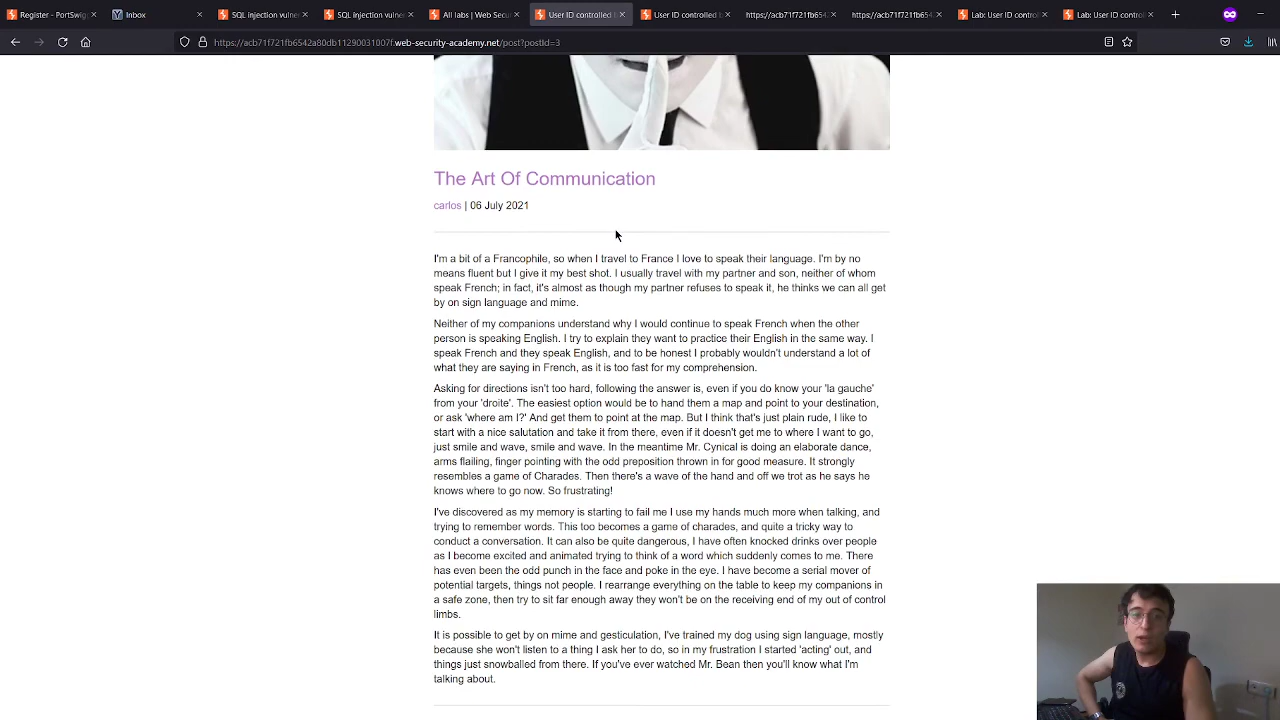 Register - PortSwig
Inbox
SQL injection vulner
SQL injection vulner
All labs | Web Secu
User ID controlled b
User ID controlled b
https://acb71f721fb6542
https://acb71f721fb6542
Lab: User ID contro
Lab: User ID contro
https://acb71f721fb6542a80db11290031007f.web-security-academy.net/post?postId=3
The Art Of Communication
carlos | 06 July 2021
I'm a bit of a Francophile, so when I travel to France I love to speak their language. I'm by no
means fluent but I give it my best shot. I usually travel with my partner and son, neither of whom
speak French; in fact, it's almost as though my partner refuses to speak it, he thinks we can all get
by on sign language and mime.
Neither of my companions understand why I would continue to speak French when the other
person is speaking English. I try to explain they want to practice their English in the same way. I
speak French and they speak English, and to be honest I probably wouldn't understand a lot of
what they are saying in French, as it is too fast for my comprehension.
Asking for directions isn't too hard, following the answer is, even if you do know your 'la gauche'
from your 'droite'. The easiest option would be to hand them a map and point to your destination,
or ask 'where am I?' And get them to point at the map. But I think that's just plain rude, I like to
start with a nice salutation and take it from there, even if it doesn't get me to where I want to go,
just smile and wave, smile and wave. In the meantime Mr. Cynical is doing an elaborate dance,
arms flailing, finger pointing with the odd preposition thrown in for good measure. It strongly
resembles a game of Charades. Then there's a wave of the hand and off we trot as he says he
knows where to go now. So frustrating!
I've discovered as my memory is starting to fail me I use my hands much more when talking, and
trying to remember words. This too becomes a game of charades, and quite a tricky way to
conduct a conversation. It can also be quite dangerous, I have often knocked drinks over people
as I become excited and animated trying to think of a word which suddenly comes to me. There
has even been the odd punch in the face and poke in the eye. I have become a serial mover of
potential targets, things not people. I rearrange everything on the table to keep my companions in
a safe zone, then try to sit far enough away they won't be on the receiving end of my out of control
limbs.
It is possible to get by on mime and gesticulation, I've trained my dog using sign language, mostly
because she won't listen to a thing I ask her to do, so in my frustration I started 'acting' out, and
things just snowballed from there. If you've ever watched Mr. Bean then you'll know what I'm
talking about.